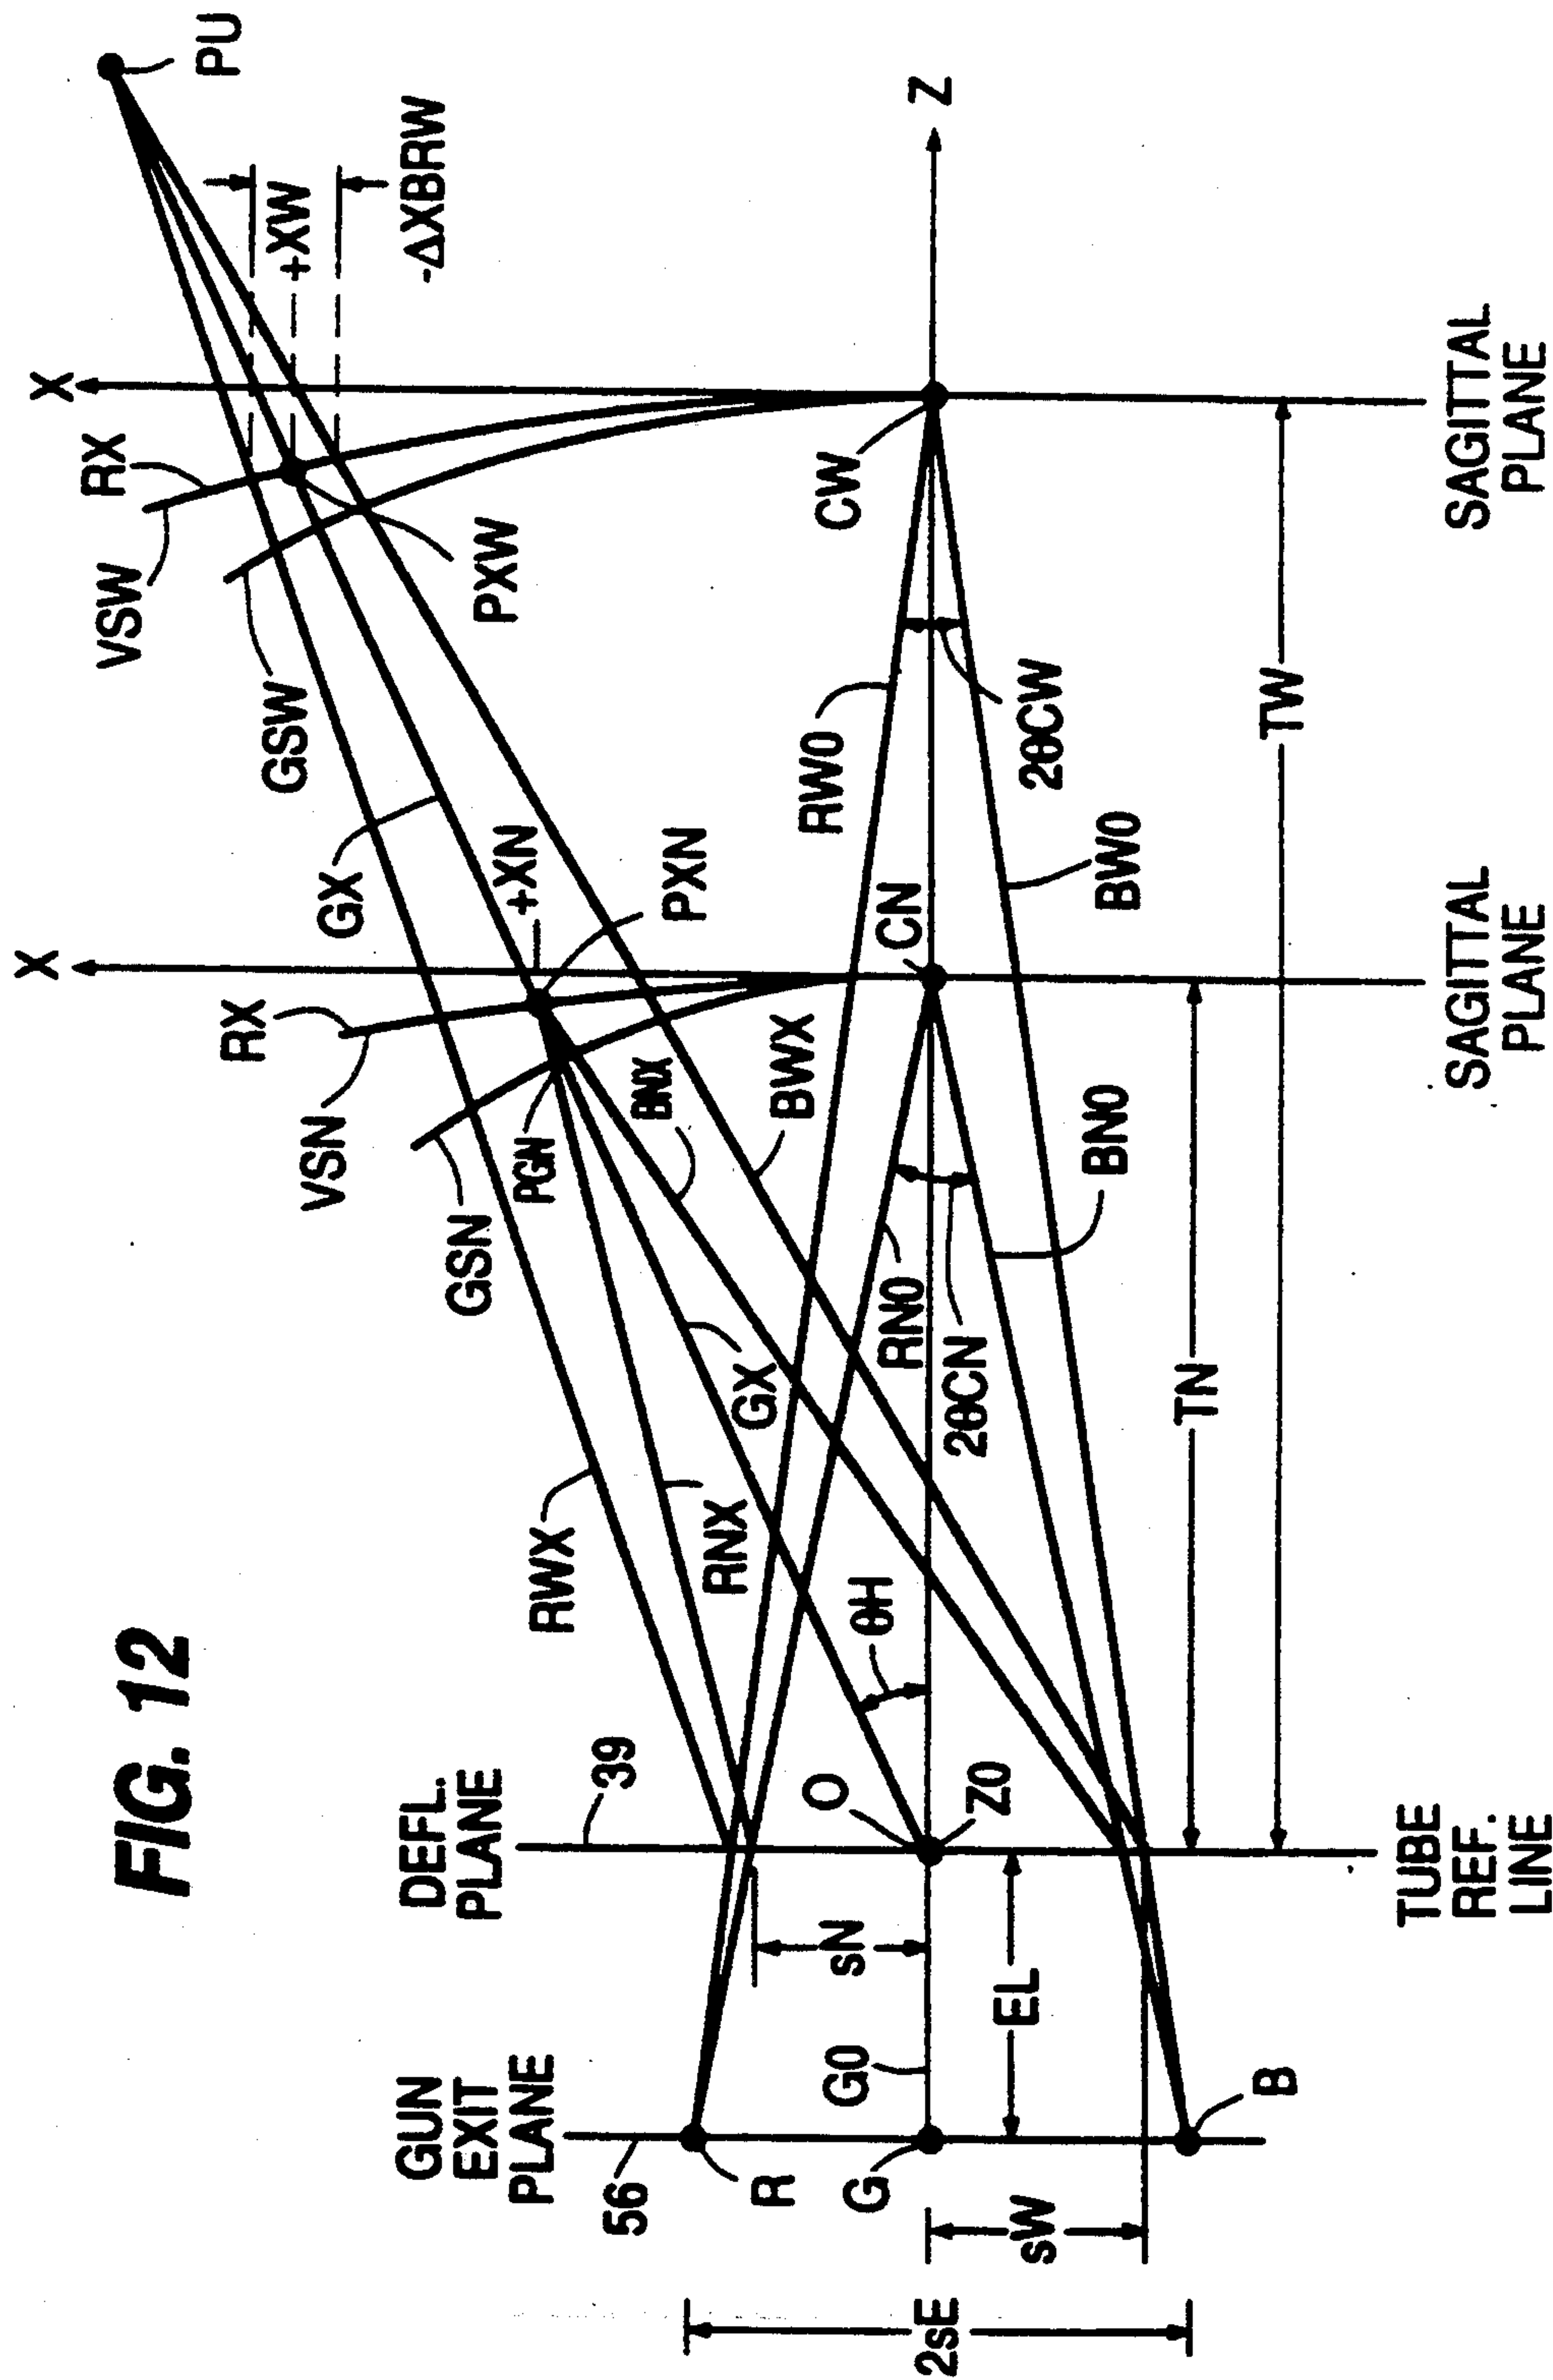 FIG. 12
PU
X
RX
+XW
-ΔXBRW
VSW
Z
GSW
PXW
CW
X
GX
RX
+XN
PXN
RW0
2θCW
SAGITTAL
PLANE
VSN
CN
BW0
TW
GSN
PGN
BNX
BWX
GX
RN0
2θCN
BN0
SAGITTAL
PLANE
TN
RWX
RNX
θH
DEFL.
PLANE
39
O
Z0
TUBE
REF.
LINE
GUN
EXIT
PLANE
56
sN
G0
EL
R
G
B
sW
2sE